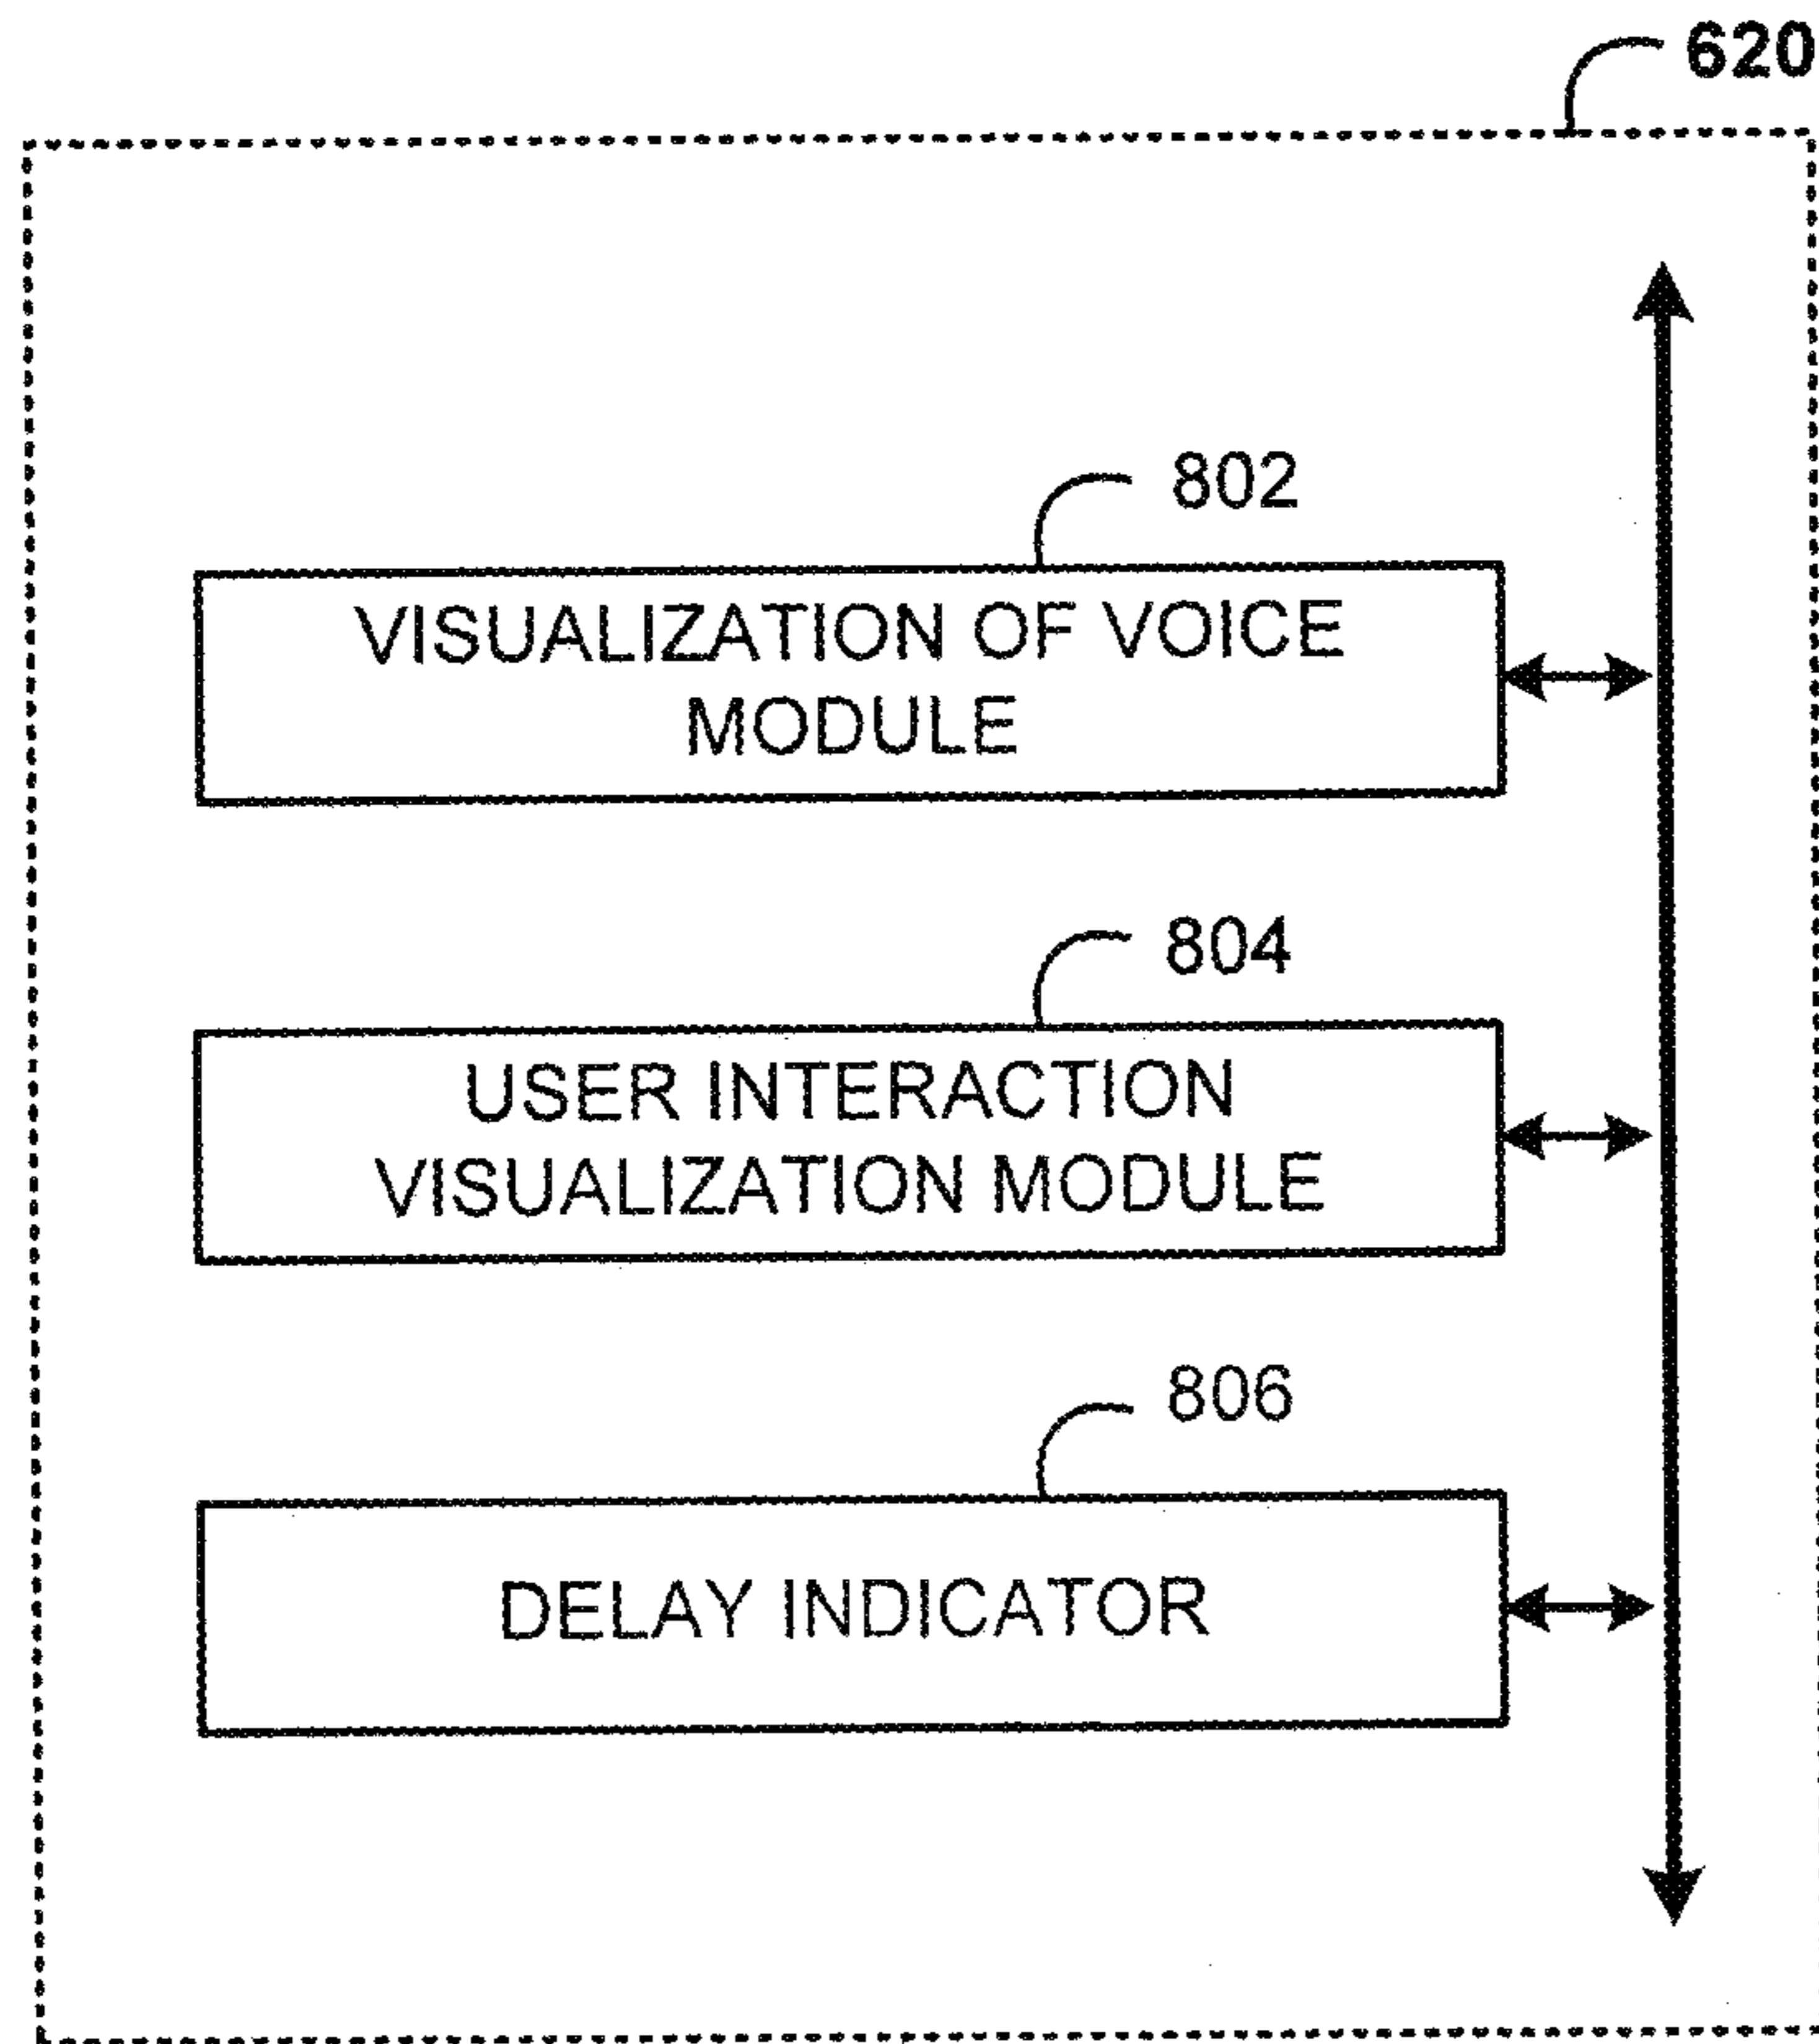 620
802
VISUALIZATION OF VOICE
MODULE
804
USER INTERACTION
VISUALIZATION MODULE
806
DELAY INDICATOR